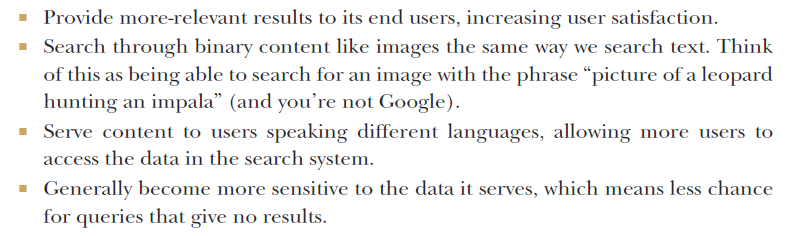 ▪ Provide more-relevant results to its end users, increasing user satisfaction.
▪ Search through binary content like images the same way we search text. Think
of this as being able to search for an image with the phrase “picture of a leopard
hunting an impala” (and you’re not Google).
▪ Serve content to users speaking different languages, allowing more users to
access the data in the search system.
▪ Generally become more sensitive to the data it serves, which means less chance
for queries that give no results.